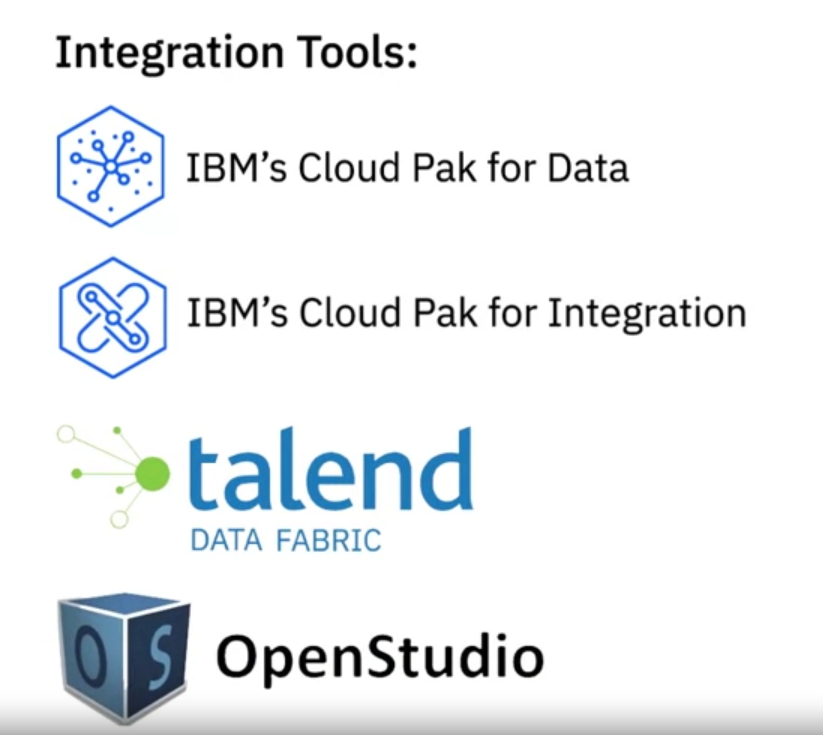 Integration Tools:
IBM's Cloud Pak for Data
IBM's Cloud Pak for Integration
talend
DATA FABRIC
OS OpenStudio